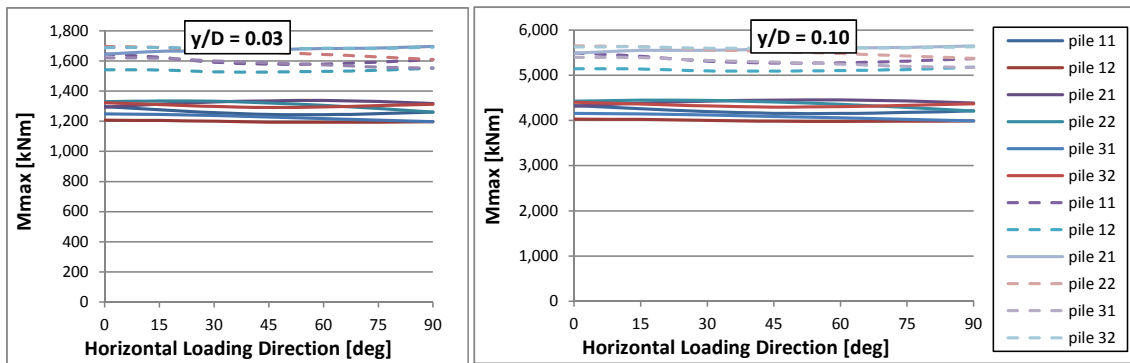 y/D = 0.03
Mmax [kNm]
1,800
1,600
1,400
1,200
1,000
800
600
400
200
0
0 15 30 45 60 75 90
Horizontal Loading Direction [deg]
y/D = 0.10
Mmax [kNm]
6,000
5,000
4,000
3,000
2,000
1,000
0
0 15 30 45 60 75 90
Horizontal Loading Direction [deg]
pile 11
pile 12
pile 21
pile 22
pile 31
pile 32
pile 11
pile 12
pile 21
pile 22
pile 31
pile 32